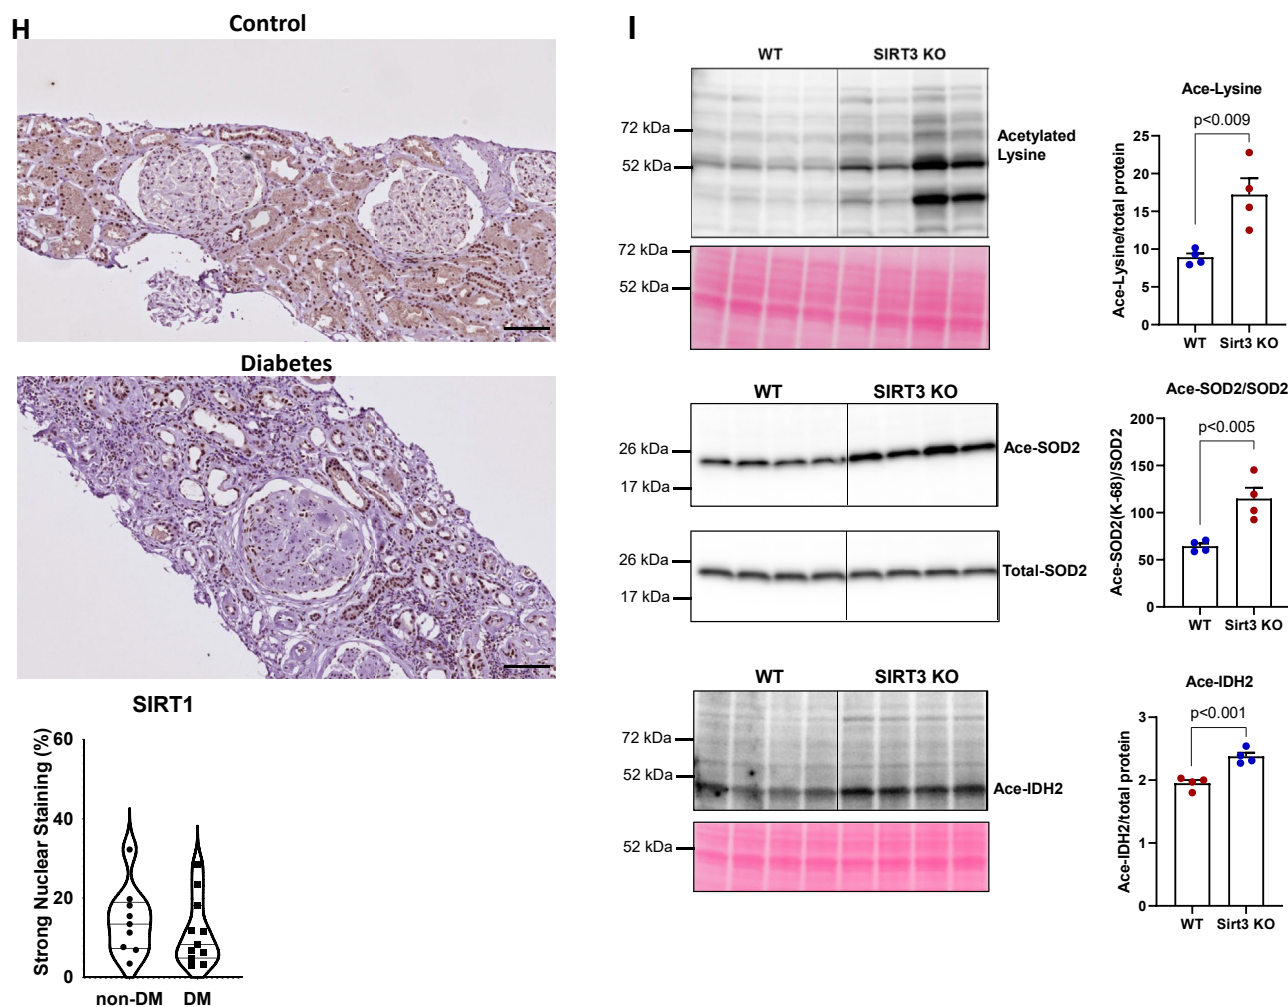 H
Control
Diabetes
SIRT1
Strong Nuclear Staining (%)
60
40
20
0
non-DM DM
I
WT SIRT3 KO
72 kDa
52 kDa
Acetylated
Lysine
72 kDa
52 kDa
Ace-Lysine
p<0.009
Ace-Lysine/total protein
25
20
15
10
5
0
WT Sirt3 KO
WT SIRT3 KO
26 kDa
17 kDa
Ace-SOD2
26 kDa
17 kDa
Total-SOD2
Ace-SOD2/SOD2
p<0.005
Ace-SOD2(K-68)/SOD2
200
150
100
50
0
WT Sirt3 KO
WT SIRT3 KO
72 kDa
52 kDa
Ace-IDH2
52 kDa
Ace-IDH2
p<0.001
Ace-IDH2/total protein
3
2
1
0
WT Sirt3 KO